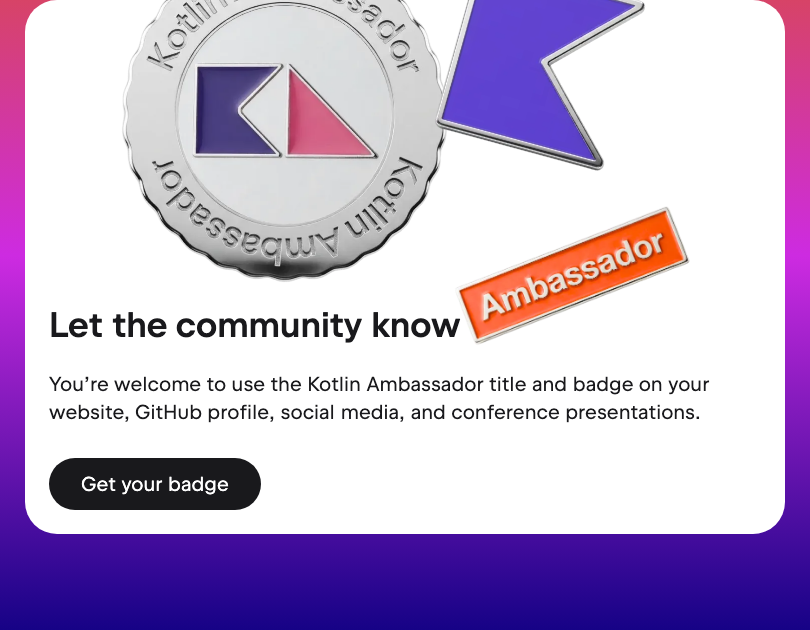 Kotlin Ambassador
Kotlin Ambassador
Ambassador
Let the community know
You’re welcome to use the Kotlin Ambassador title and badge on your
website, GitHub profile, social media, and conference presentations.
Get your badge